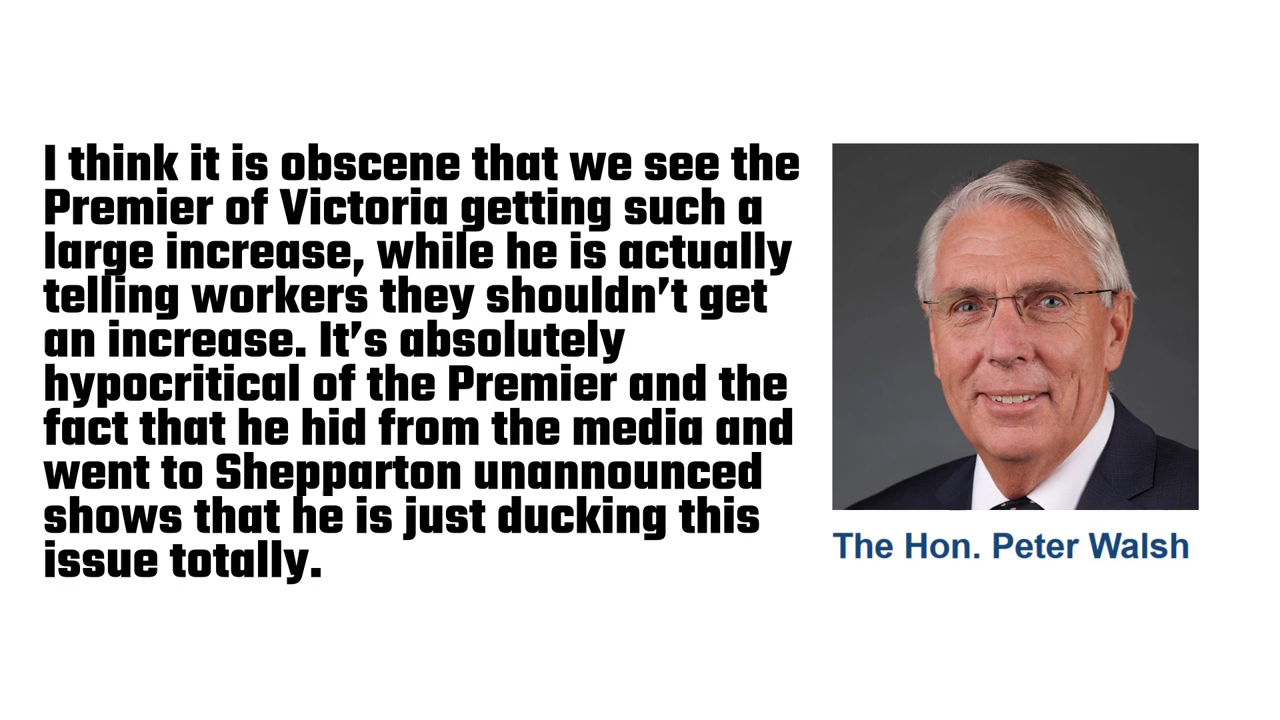 I think it is obscene that we see the
Premier of Victoria getting such a
large increase, while he is actually
telling workers they shouldn’t get
an increase. It’s absolutely
hypocritical of the Premier and the
fact that he hid from the media and
went to Shepparton unannounced
shows that he is just ducking this
issue totally.
The Hon. Peter Walsh